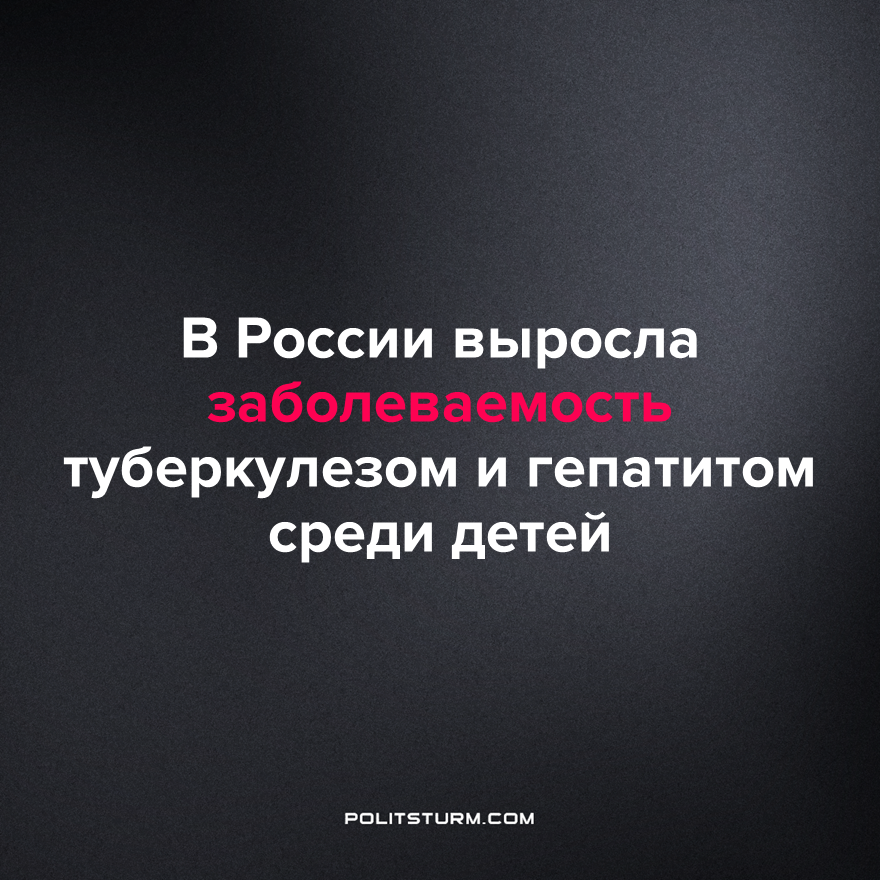 В России выросла
заболеваемость
туберкулезом и гепатитом
среди детей
POLITSTURM.COM